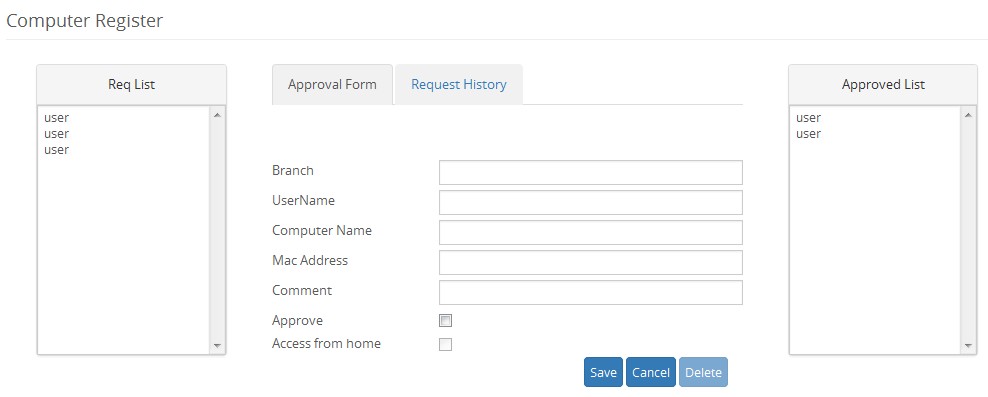 Computer Register
Req List
user
user
user
Approval Form
Request History
Branch
UserName
Computer Name
Mac Address
Comment
Approve
Access from home
Save
Cancel
Delete
Approved List
user
user